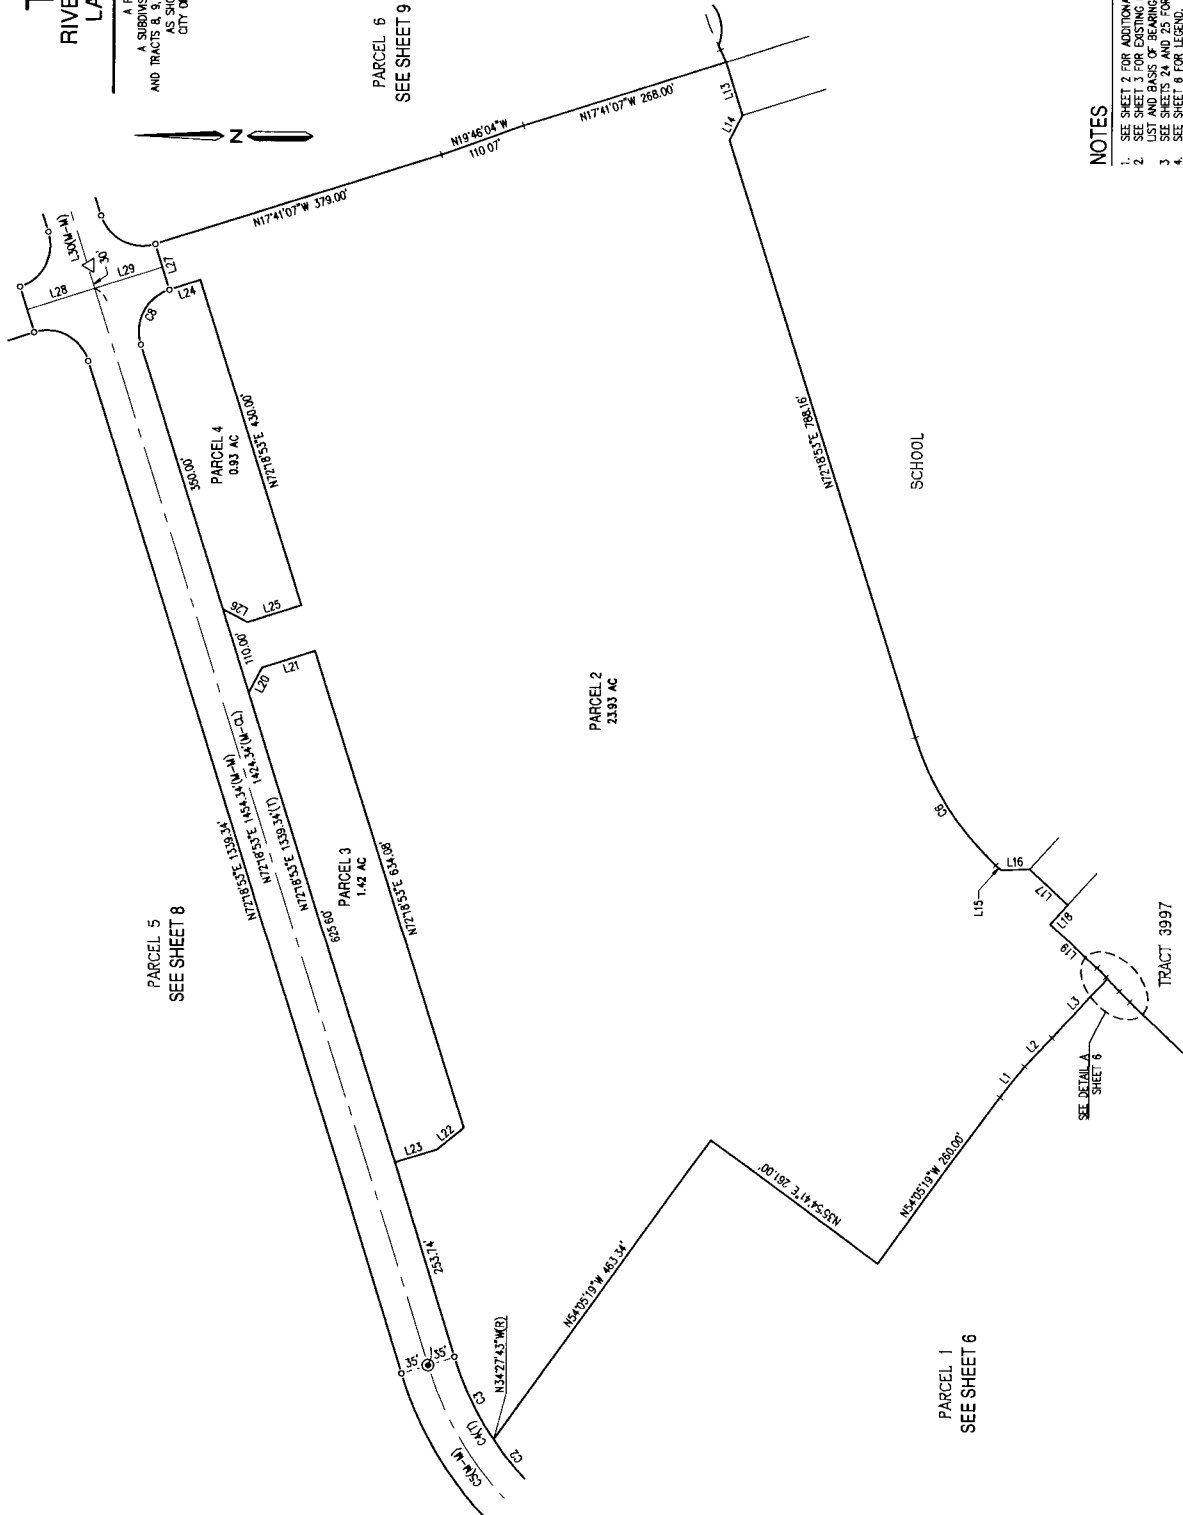 T
RIVE
LA
A P
A SUBDIVIS
AND TRACTS 8, 9,
AS SHO
CITY OF
N
PARCEL 6
SEE SHEET 9
L30(M-M)
30'
L28
L29
L27
L24
C8
N17°41'07"W 379.00'
N19°46'04"W
110.07'
N17°41'07"W 268.00'
L13
L14
350.00'
PARCEL 4
0.93 AC
N72°18'53"E 430.00'
L26
L25
110.00'
L20
L21
N72°18'53"E 788.16'
SCHOOL
PARCEL 5
SEE SHEET 8
N72°18'53"E 1339.34'
N72°18'53"E 1454.34'(M-M)
1424.34'(M-CL)
N72°18'53"E 1339.34'(T)
625.60'
PARCEL 3
1.42 AC
N72°18'53"E 634.08'
PARCEL 2
23.93 AC
L23
L22
253.74'
C6
L15
L16
L17
L18
L19
TRACT 3997
SEE DETAIL A
SHEET 6
L3
L2
L1
N54°05'19"W 260.00'
N35°54'41"E 261.00'
N54°05'19"W 463.34'
N34°27'43"W(R)
35'
35'
C3
C4(T)
C2
C5(M-M)
PARCEL 1
SEE SHEET 6
NOTES
1. SEE SHEET 2 FOR ADDITIONA
2. SEE SHEET 3 FOR EXISTING
LIST AND BASIS OF BEARING
3 SEE SHEETS 24 AND 25 FOR
4. SEE SHEET 6 FOR LEGEND.